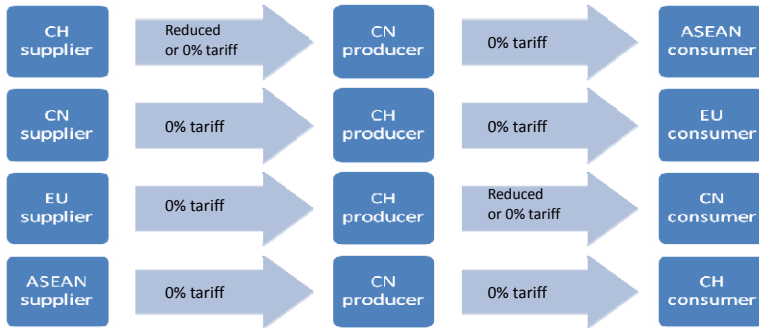 CH
supplier
Reduced
or 0% tariff
CN
producer
0% tariff
ASEAN
consumer
CN
supplier
0% tariff
CH
producer
0% tariff
EU
consumer
EU
supplier
0% tariff
CH
producer
Reduced
or 0% tariff
CN
consumer
ASEAN
supplier
0% tariff
CN
producer
0% tariff
CH
consumer